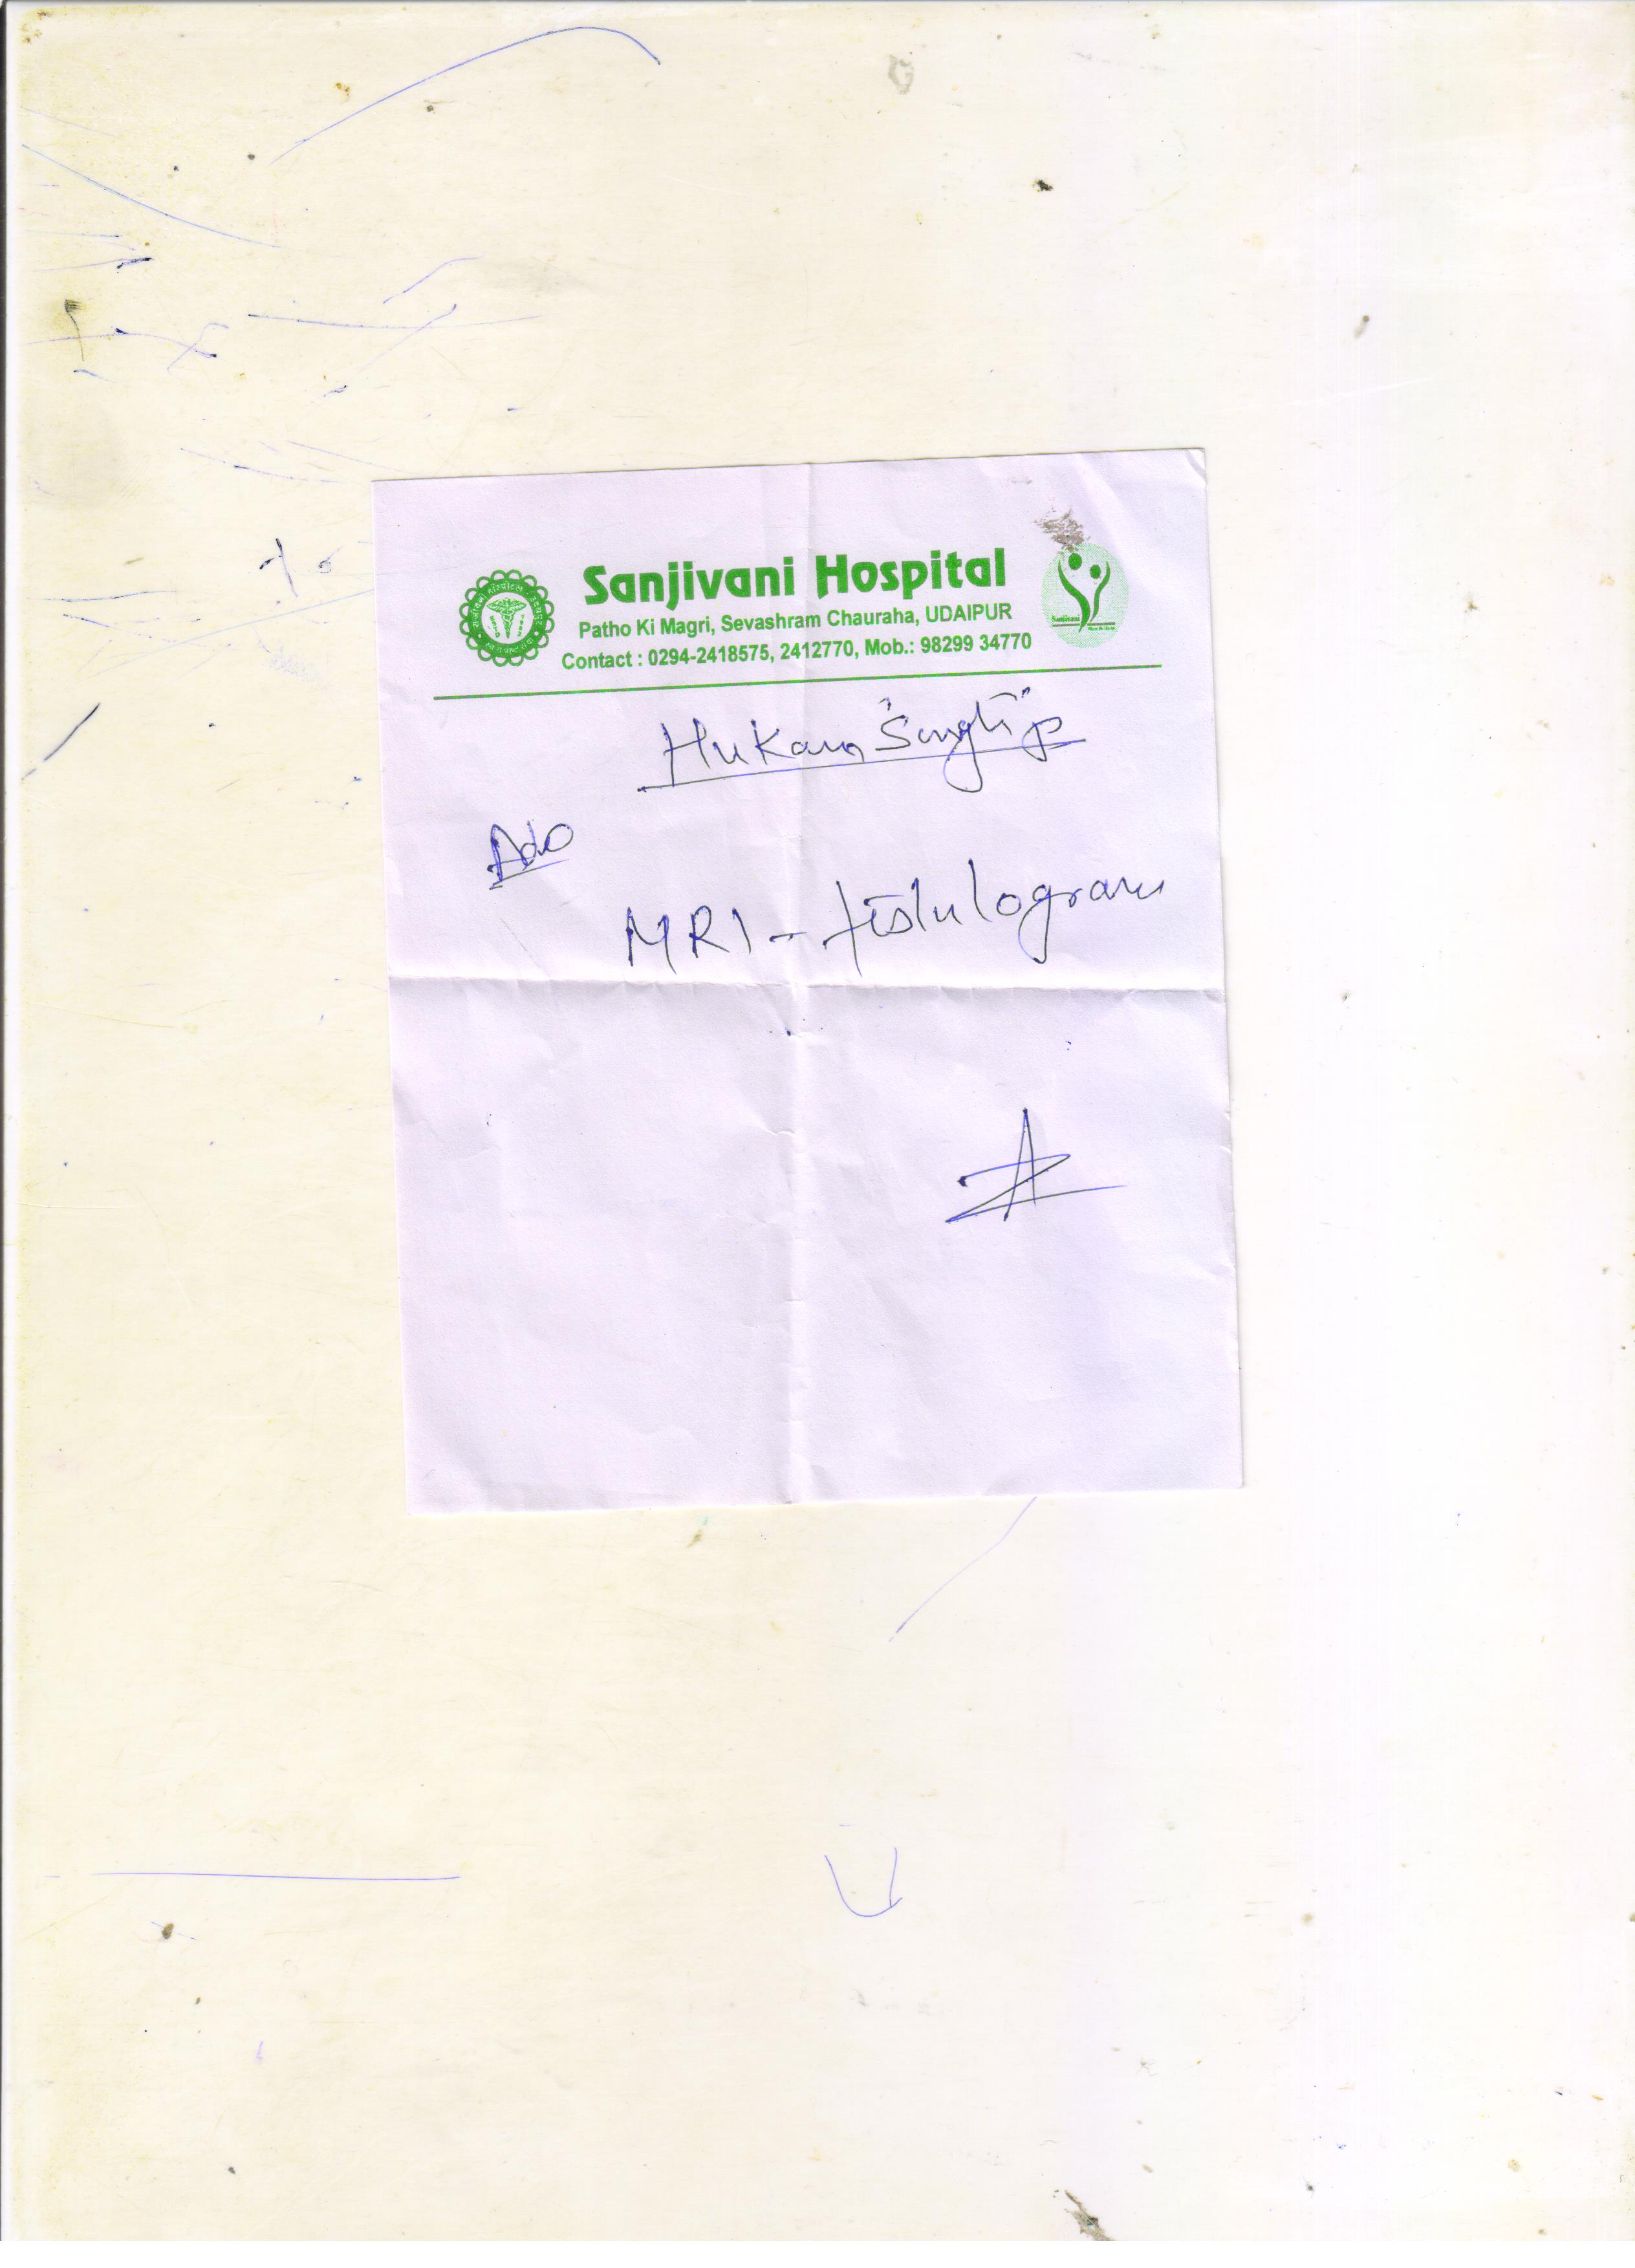 Sanjivani Hospital
Patho Ki Magri, Sevashram Chauraha, UDAIPUR
Contact : 0294-2418575, 2412770, Mob.: 98299 34770
Sanjivani
Hukam Singh Ji
Adv
MRI - fistulogram